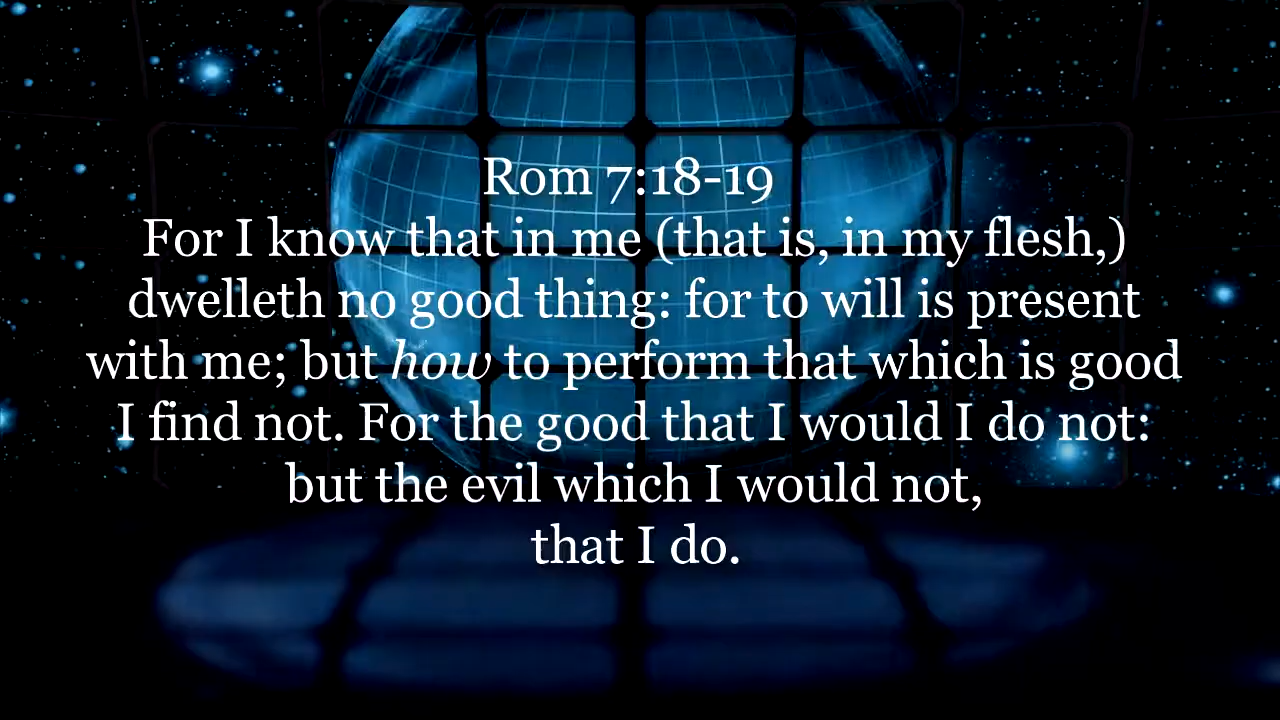 Rom 7:18-19
For I know that in me (that is, in my flesh,)
dwelleth no good thing: for to will is present
with me; but how to perform that which is good
I find not. For the good that I would I do not:
but the evil which I would not,
that I do.